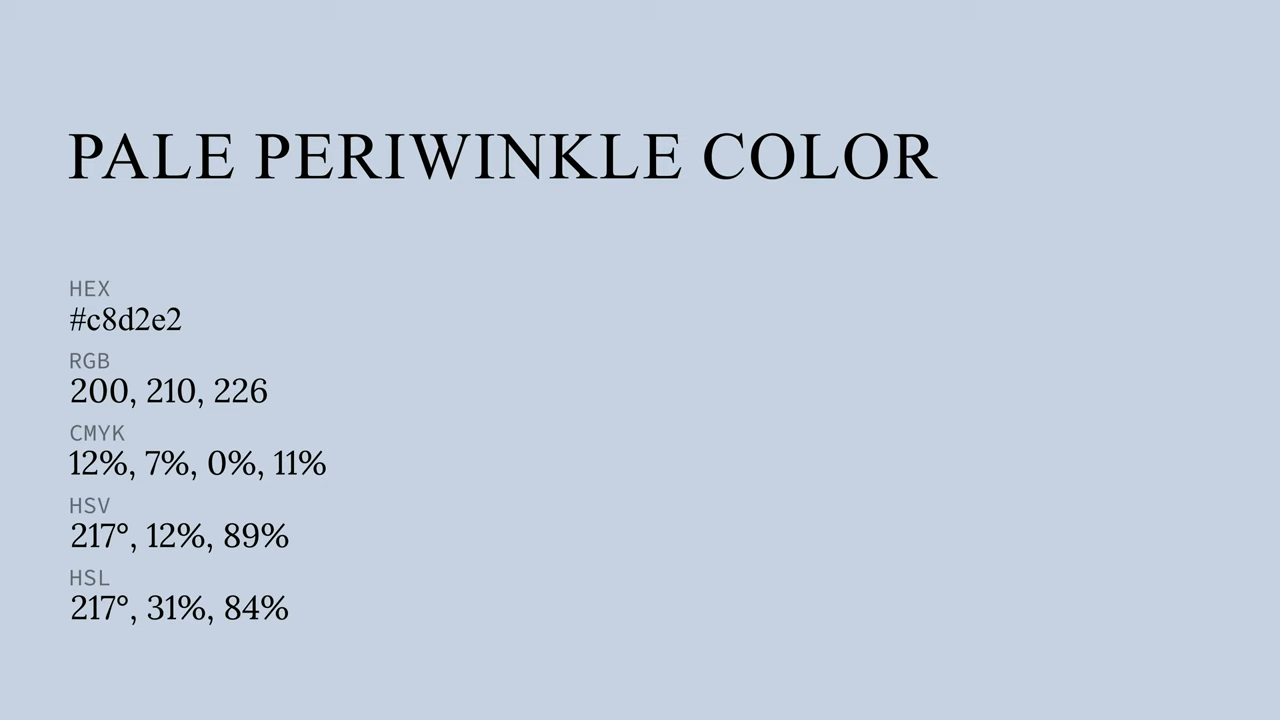 PALE PERIWINKLE COLOR
HEX
#c8d2e2
RGB
200, 210, 226
CMYK
12%, 7%, 0%, 11%
HSV
217°, 12%, 89%
HSL
217°, 31%, 84%